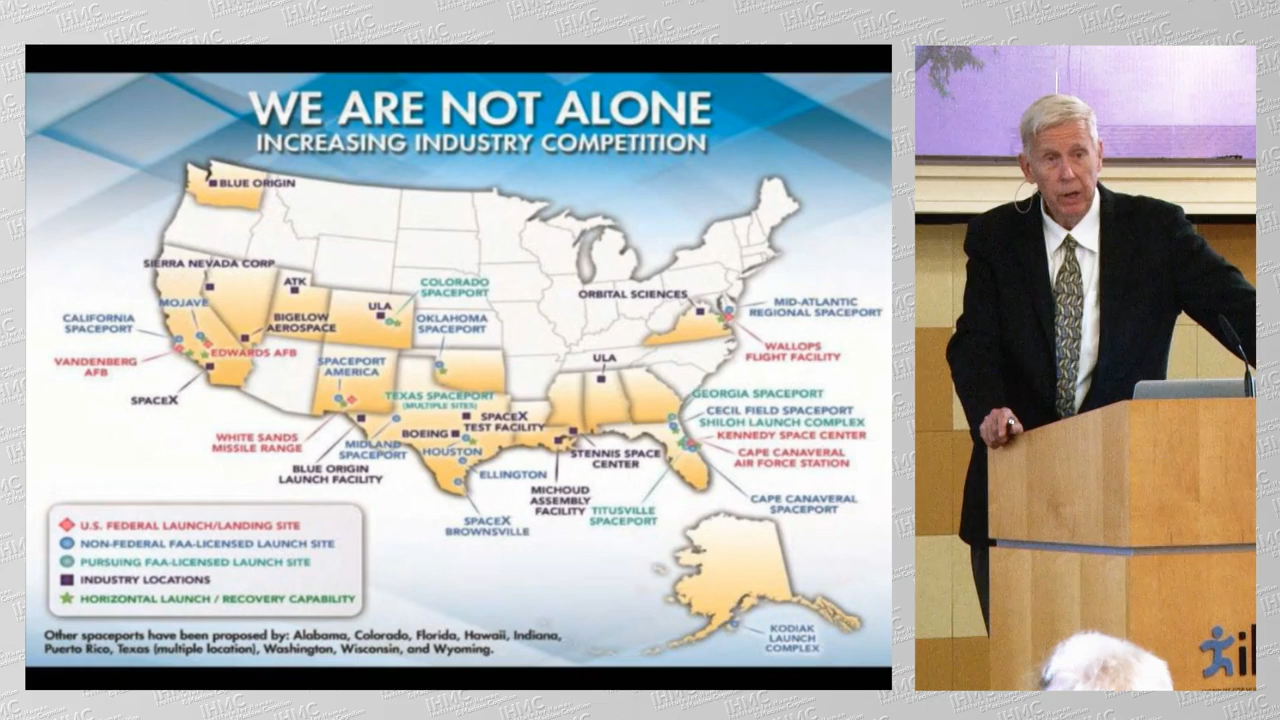 WE ARE NOT ALONE
INCREASING INDUSTRY COMPETITION
BLUE ORIGIN
SIERRA NEVADA CORP
ATK
COLORADO
SPACEPORT
ULA
ORBITAL SCIENCES
MID-ATLANTIC
REGIONAL SPACEPORT
MOJAVE
CALIFORNIA
SPACEPORT
BIGELOW
AEROSPACE
OKLAHOMA
SPACEPORT
VANDENBERG
AFB
EDWARDS AFB
SPACEPORT
AMERICA
ULA
WALLOPS
FLIGHT FACILITY
SPACEX
TEXAS SPACEPORT
(MULTIPLE SITES)
GEORGIA SPACEPORT
SPACEX
TEST FACILITY
CECIL FIELD SPACEPORT
SHILOH LAUNCH COMPLEX
WHITE SANDS
MISSILE RANGE
MIDLAND
SPACEPORT
BOEING
HOUSTON
KENNEDY SPACE CENTER
STENNIS SPACE
CENTER
CAPE CANAVERAL
AIR FORCE STATION
BLUE ORIGIN
LAUNCH FACILITY
ELLINGTON
MICHOUD
ASSEMBLY
FACILITY
TITUSVILLE
SPACEPORT
CAPE CANAVERAL
SPACEPORT
SPACEX
BROWNSVILLE
U.S. FEDERAL LAUNCH/LANDING SITE
NON-FEDERAL FAA-LICENSED LAUNCH SITE
PURSUING FAA-LICENSED LAUNCH SITE
INDUSTRY LOCATIONS
HORIZONTAL LAUNCH / RECOVERY CAPABILITY
KODIAK
LAUNCH
COMPLEX
Other spaceports have been proposed by: Alabama, Colorado, Florida, Hawaii, Indiana,
Puerto Rico, Texas (multiple location), Washington, Wisconsin, and Wyoming.